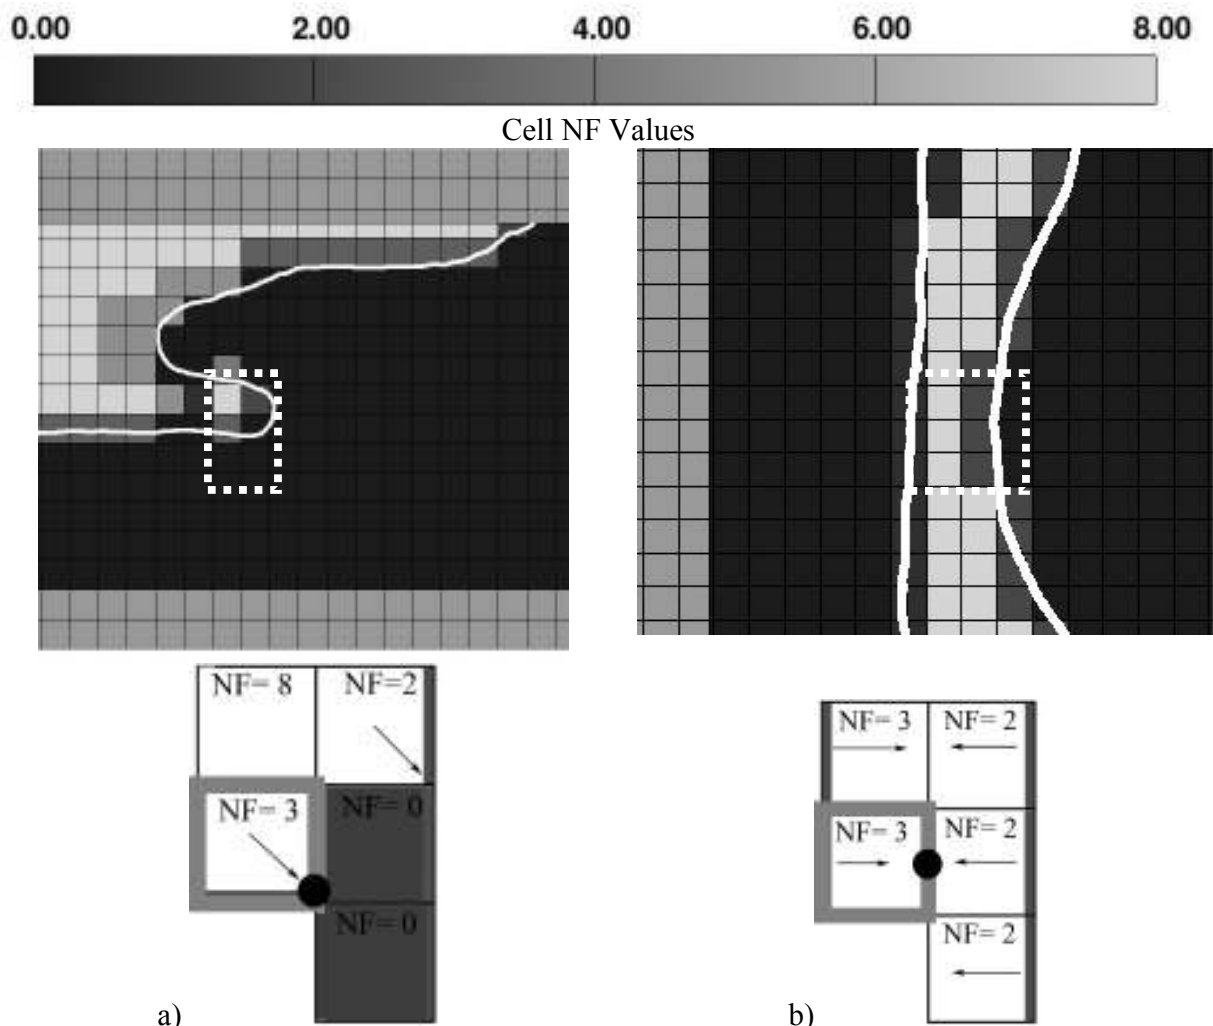 0.00 2.00 4.00 6.00 8.00
Cell NF Values
NF= 8 NF=2
NF= 3 NF= 0
NF= 0
NF= 3 NF= 2
NF= 3 NF= 2
NF= 2
a) b)